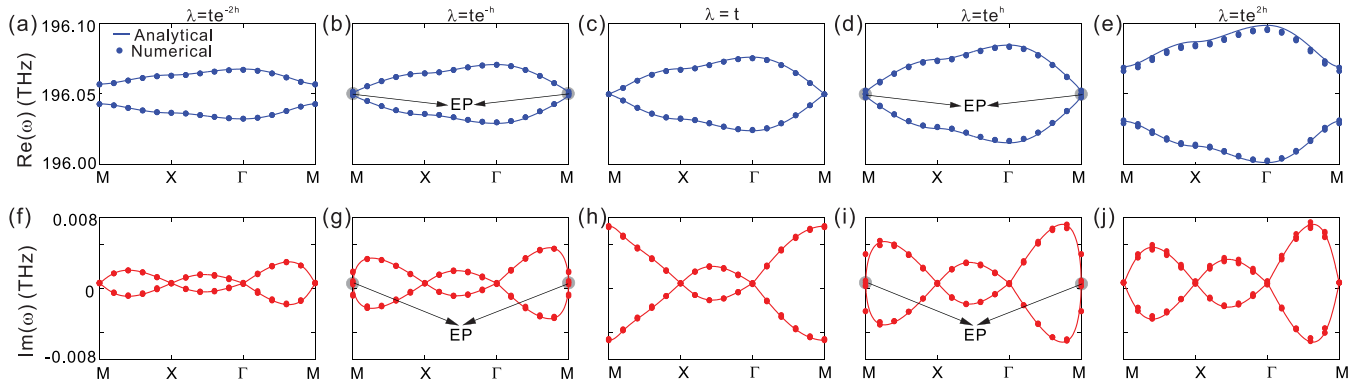 (a) λ=te-2h (b) λ=te-h (c) λ = t (d) λ=teh (e) λ=te2h
196.10
Analytical
Numerical
Re(ω) (THz)
196.05
EP EP
196.00
M X Γ M M X Γ M M X Γ M M X Γ M M X Γ M
(f) (g) (h) (i) (j)
0.008
Im(ω) (THz)
0
EP EP
-0.008
M X Γ M M X Γ M M X Γ M M X Γ M M X Γ M